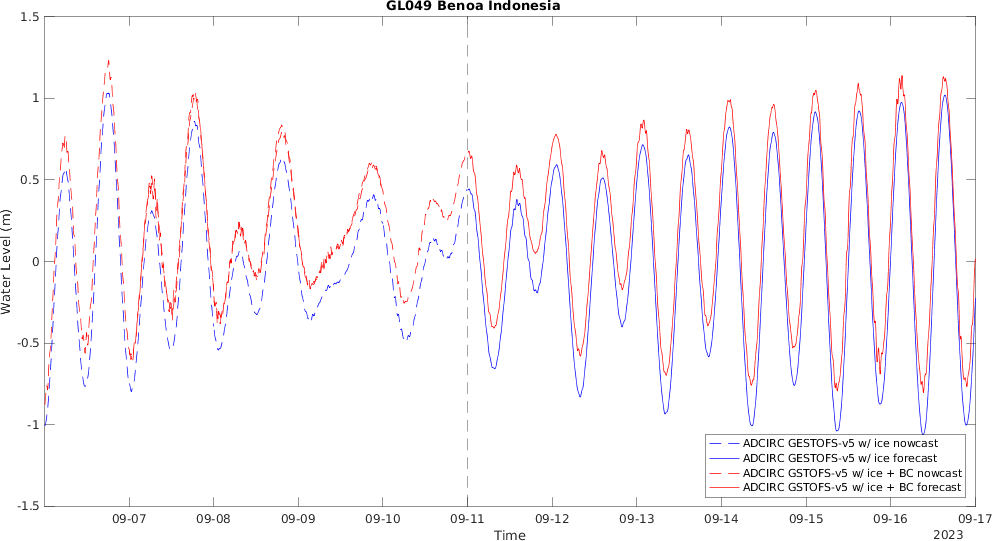 GL049 Benoa Indonesia
1.5
1
0.5
0
-0.5
-1
-1.5
Water Level (m)
ADCIRC GESTOFS-v5 w/ ice nowcast
ADCIRC GESTOFS-v5 w/ ice forecast
ADCIRC GSTOFS-v5 w/ ice + BC nowcast
ADCIRC GSTOFS-v5 w/ ice + BC forecast
09-07 09-08 09-09 09-10 09-11 09-12 09-13 09-14 09-15 09-16 09-17
Time
2023